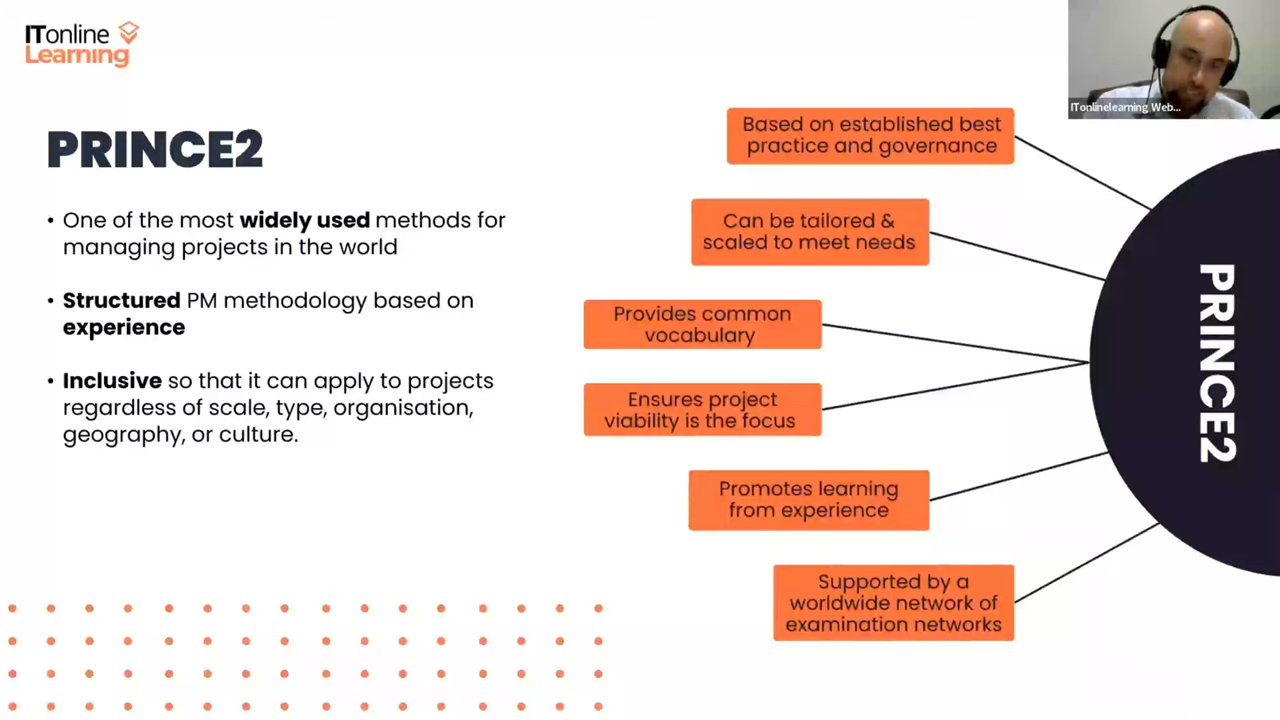 ITonline
Learning
ITonlinelearning Web...
PRINCE2
• One of the most widely used methods for
managing projects in the world
• Structured PM methodology based on
experience
• Inclusive so that it can apply to projects
regardless of scale, type, organisation,
geography, or culture.
Based on established best
practice and governance
Can be tailored &
scaled to meet needs
Provides common
vocabulary
Ensures project
viability is the focus
Promotes learning
from experience
Supported by a
worldwide network of
examination networks
PRINCE2